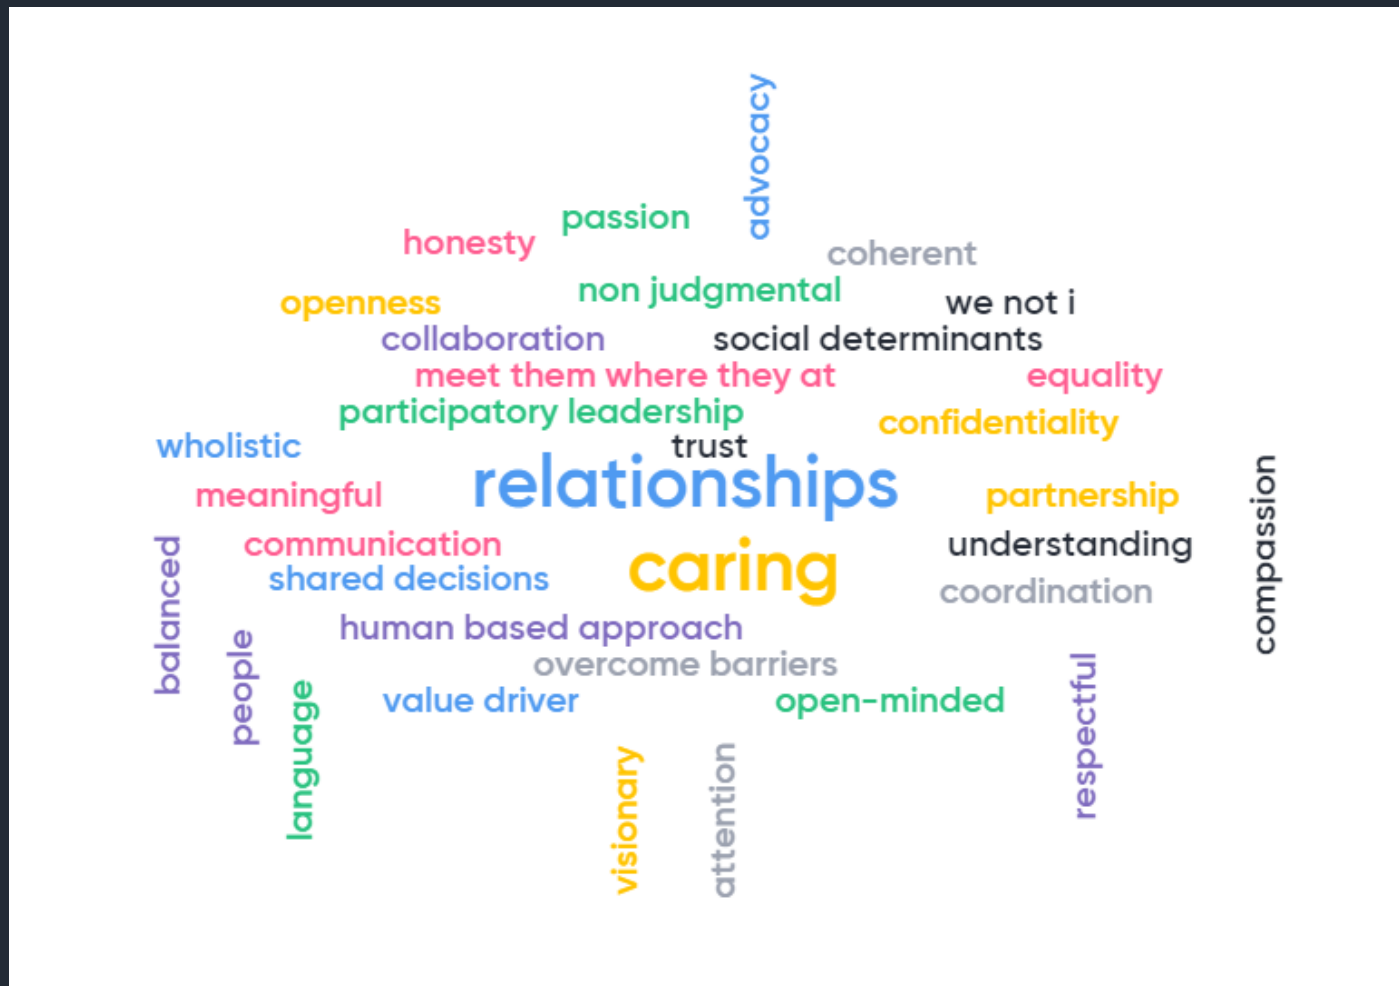 advocacy
passion
honesty
coherent
non judgmental
openness
we not i
collaboration
social determinants
meet them where they at
equality
participatory leadership
confidentiality
wholistic
trust
relationships
meaningful
partnership
compassion
communication
understanding
caring
shared decisions
coordination
balanced
human based approach
people
overcome barriers
language
value driver
open-minded
respectful
visionary
attention